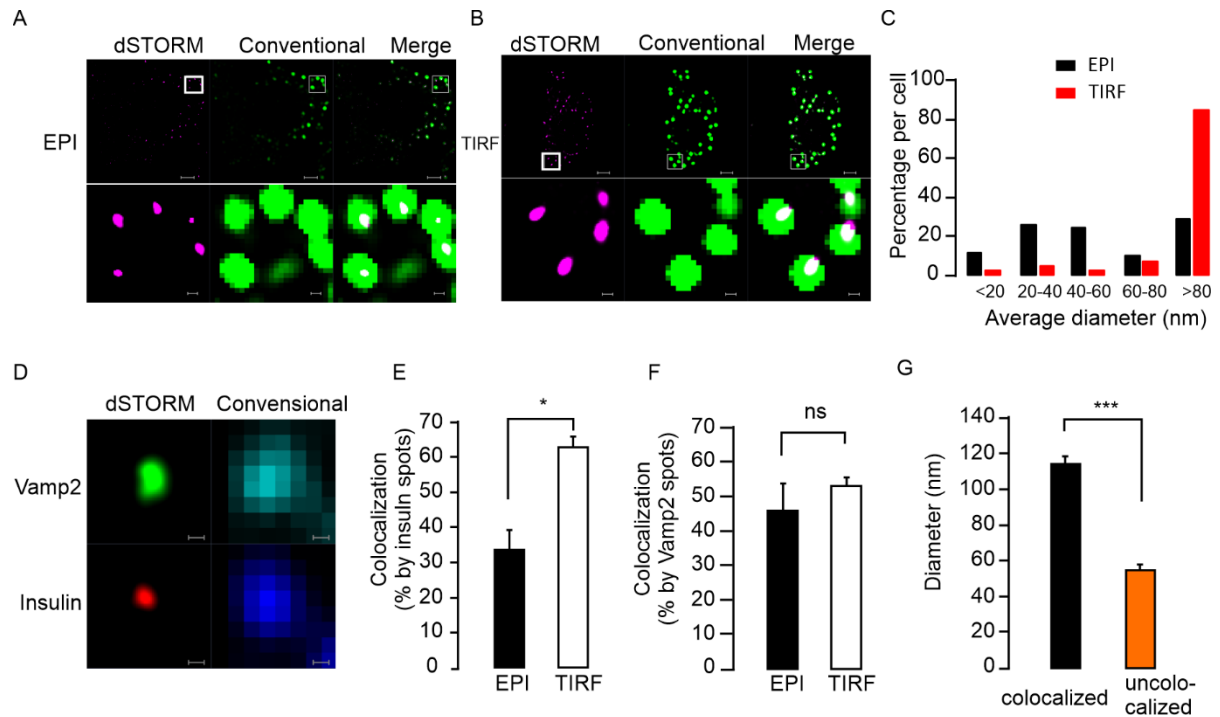 A
dSTORM Conventional Merge
EPI
B
dSTORM Conventional Merge
TIRF
C
EPI
TIRF
Percentage per cell
100
80
60
40
20
0
<20 20-40 40-60 60-80 >80
Average diameter (nm)
D
dSTORM Convensional
Vamp2
Insulin
E
Colocalization
(% by insuln spots)
70
60
50
40
30
20
10
0
*
EPI TIRF
F
Colocalization
(% by Vamp2 spots)
70
60
50
40
30
20
10
0
ns
EPI TIRF
G
Diameter (nm)
140
120
100
80
60
40
20
0
***
colocalized
uncolo-
calized